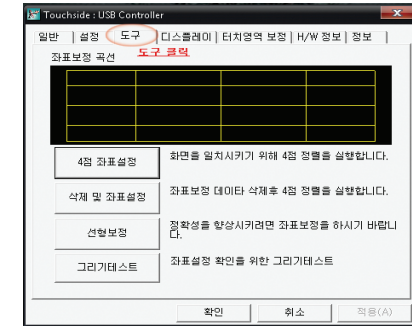 Touchside : USB Controller
일반 | 설정 | 도구 | 디스플레이 | 터치영역 보정 | H/W 정보 | 정보 |
도구 클릭
좌표보정 곡선
4점 좌표설정
화면을 일치시키기 위해 4점 정렬을 실행합니다.
삭제 및 좌표설정
좌표보정 데이타 삭제후 4점 정렬을 실행합니다.
선형보정
정확성을 향상시키려면 좌표보정을 하시기 바랍니
다.
그리기테스트
좌표설정 확인을 위한 그리기테스트
확인
취소
적용(A)